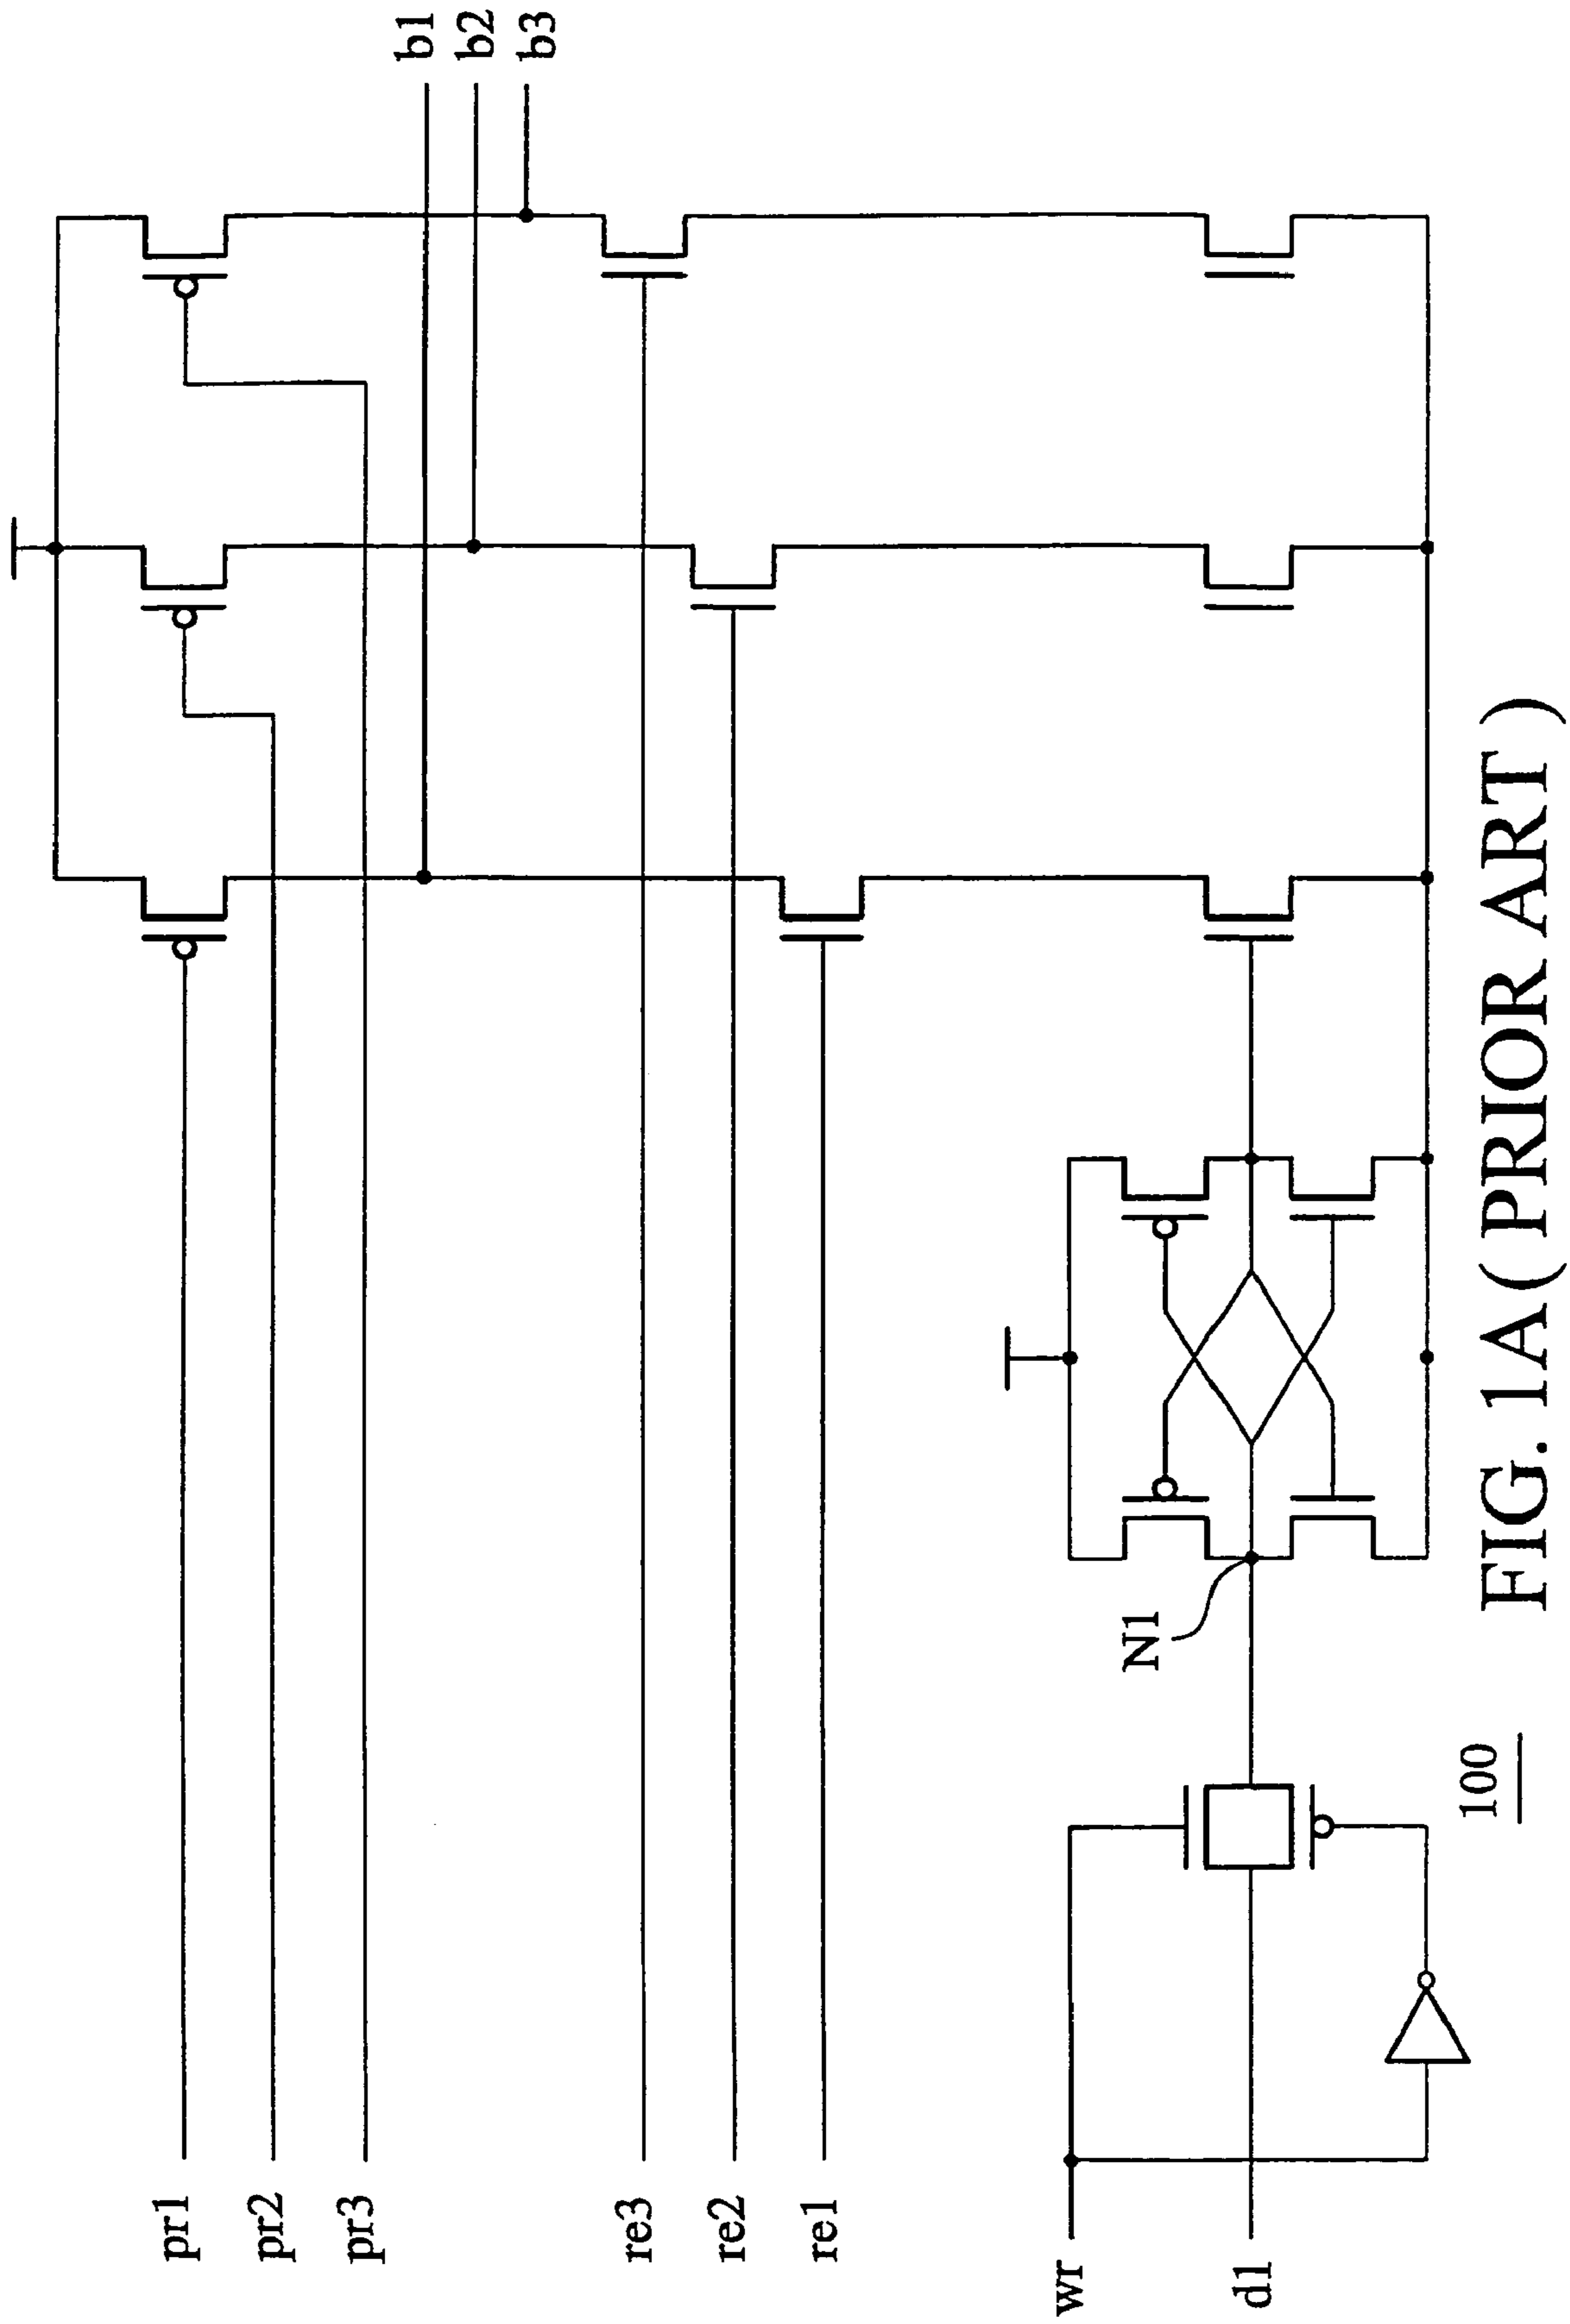 pr1
pr2
pr3
re3
re2
re1
wr
d1
b1
b2
b3
N1
100
FIG. 1A ( PRIOR ART )